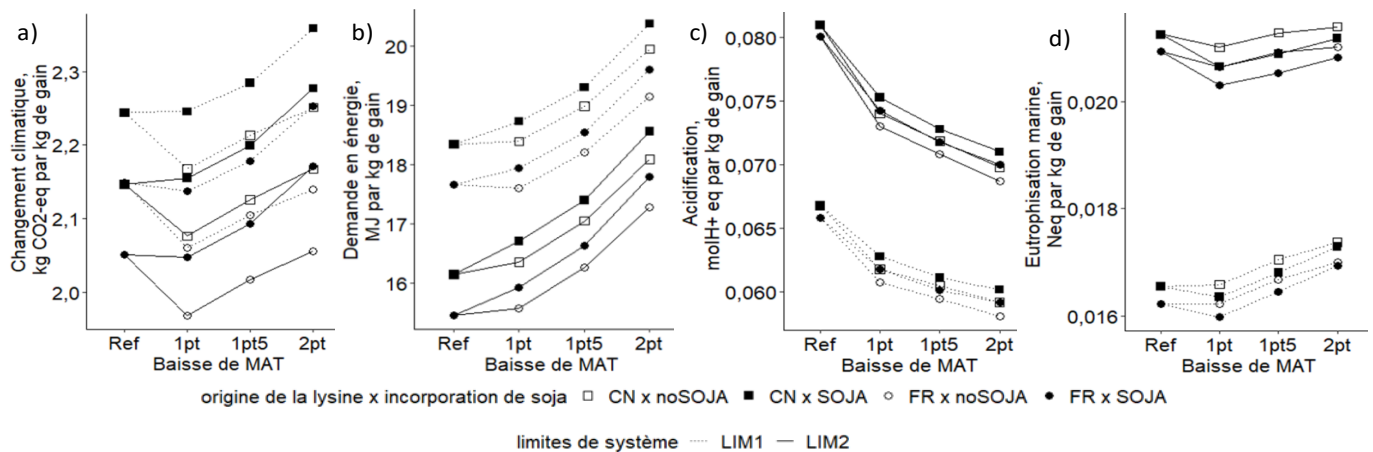 a)
Changement climatique,
kg CO2-eq par kg de gain
2,3
2,2
2,1
2,0
Ref 1pt 1pt5 2pt
Baisse de MAT
b)
Demande en énergie,
MJ par kg de gain
20
19
18
17
16
Ref 1pt 1pt5 2pt
Baisse de MAT
c)
Acidification,
molH+ eq par kg de gain
0,080
0,075
0,070
0,065
0,060
Ref 1pt 1pt5 2pt
Baisse de MAT
d)
Eutrophisation marine,
Neq par kg de gain
0,020
0,018
0,016
Ref 1pt 1pt5 2pt
Baisse de MAT
origine de la lysine x incorporation de soja CN x noSOJA CN x SOJA FR x noSOJA FR x SOJA
limites de système LIM1 LIM2